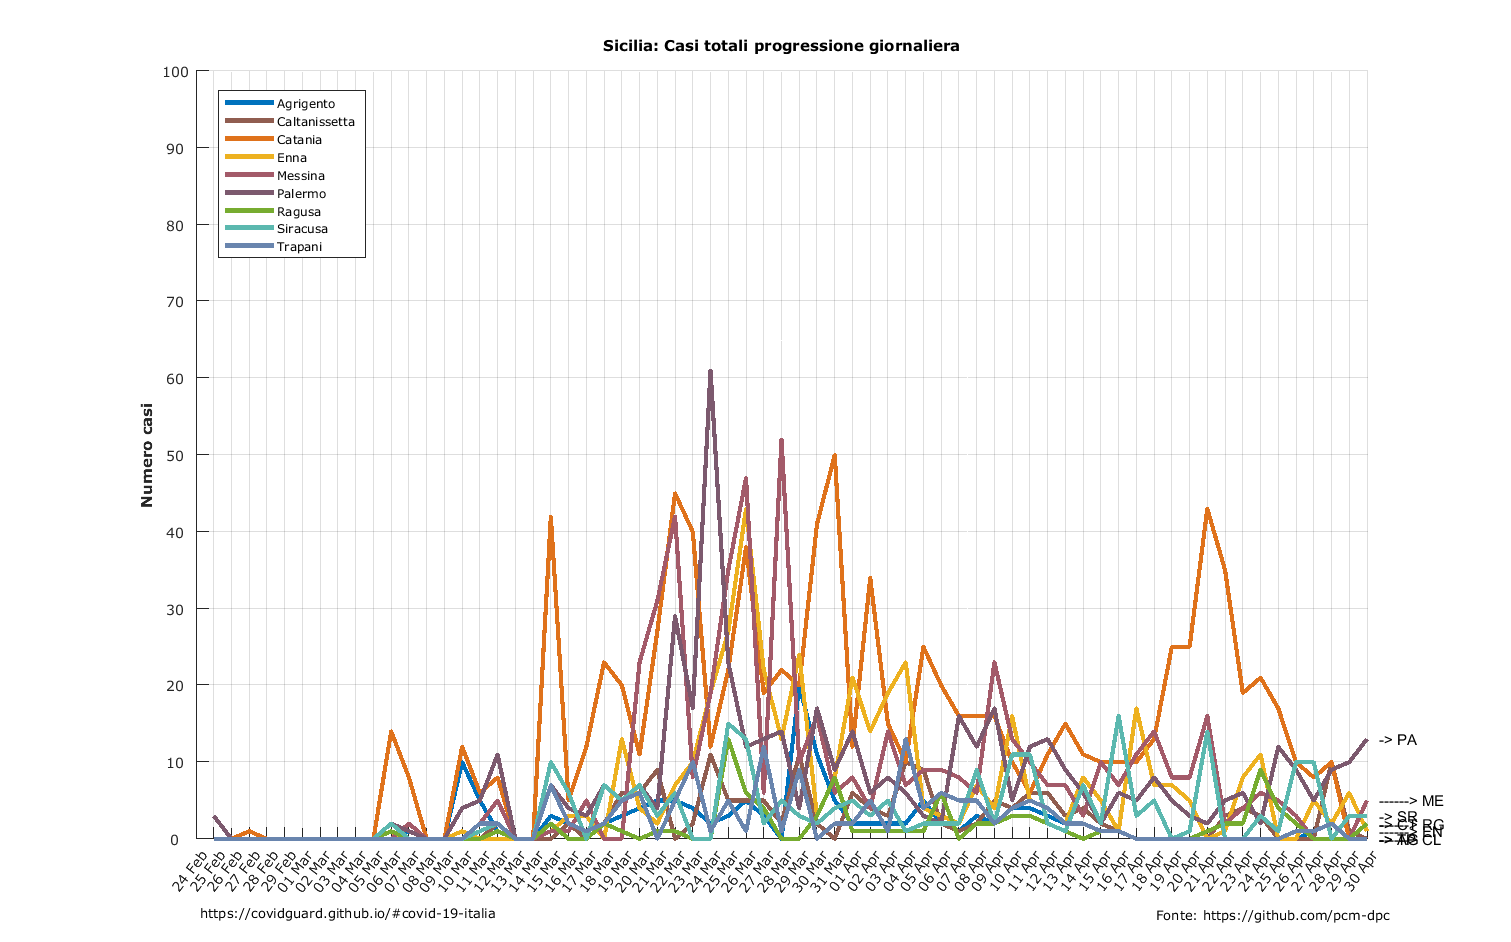 Sicilia: Casi totali progressione giornaliera
100
90
80
70
60
50
40
30
20
10
0
Numero casi
Agrigento
Caltanissetta
Catania
Enna
Messina
Palermo
Ragusa
Siracusa
Trapani
-> PA
------> ME
-> SR
RG
EN
CL
24 Feb
25 Feb
26 Feb
27 Feb
28 Feb
29 Feb
01 Mar
02 Mar
03 Mar
04 Mar
05 Mar
06 Mar
07 Mar
08 Mar
09 Mar
10 Mar
11 Mar
12 Mar
13 Mar
14 Mar
15 Mar
16 Mar
17 Mar
18 Mar
19 Mar
20 Mar
21 Mar
22 Mar
23 Mar
24 Mar
25 Mar
26 Mar
27 Mar
28 Mar
29 Mar
30 Mar
31 Mar
01 Apr
02 Apr
03 Apr
04 Apr
05 Apr
06 Apr
07 Apr
08 Apr
09 Apr
10 Apr
11 Apr
12 Apr
13 Apr
14 Apr
15 Apr
16 Apr
17 Apr
18 Apr
19 Apr
20 Apr
21 Apr
22 Apr
23 Apr
24 Apr
25 Apr
26 Apr
27 Apr
28 Apr
29 Apr
30 Apr
https://covidguard.github.io/#covid-19-italia
Fonte: https://github.com/pcm-dpc